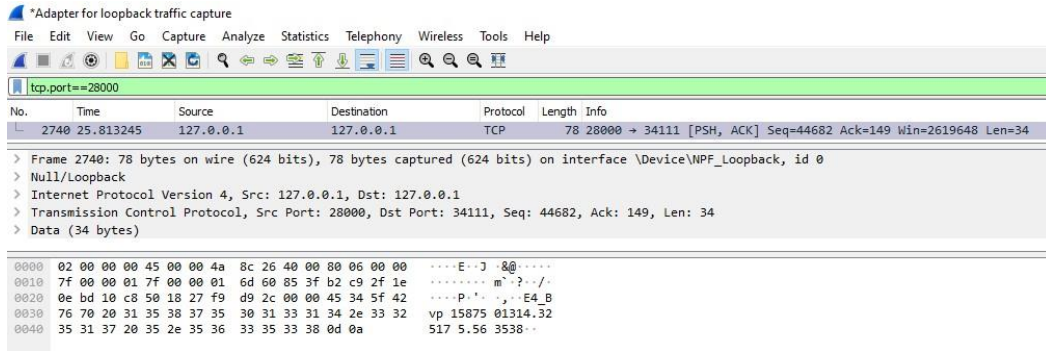 *Adapter for loopback traffic capture
File Edit View Go Capture Analyze Statistics Telephony Wireless Tools Help
tcp.port==28000
No. Time Source Destination Protocol Length Info
2740 25.813245 127.0.0.1 127.0.0.1 TCP 78 28000 → 34111 [PSH, ACK] Seq=44682 Ack=149 Win=2619648 Len=34
> Frame 2740: 78 bytes on wire (624 bits), 78 bytes captured (624 bits) on interface \Device\NPF_Loopback, id 0
> Null/Loopback
> Internet Protocol Version 4, Src: 127.0.0.1, Dst: 127.0.0.1
> Transmission Control Protocol, Src Port: 28000, Dst Port: 34111, Seq: 44682, Ack: 149, Len: 34
> Data (34 bytes)
0000 02 00 00 00 45 00 00 4a 8c 26 40 00 80 06 00 00 ····E··J ·&@·····
0010 7f 00 00 01 7f 00 00 01 6d 60 85 3f b2 c9 2f 1e ········ m`·?··/·
0020 0e bd 10 c8 50 18 27 f9 d9 2c 00 00 45 34 5f 42 ····P·'· ·,··E4_B
0030 76 70 20 31 35 38 37 35 30 31 33 31 34 2e 33 32 vp 15875 01314.32
0040 35 31 37 20 35 2e 35 36 33 35 33 38 0d 0a 517 5.56 3538··